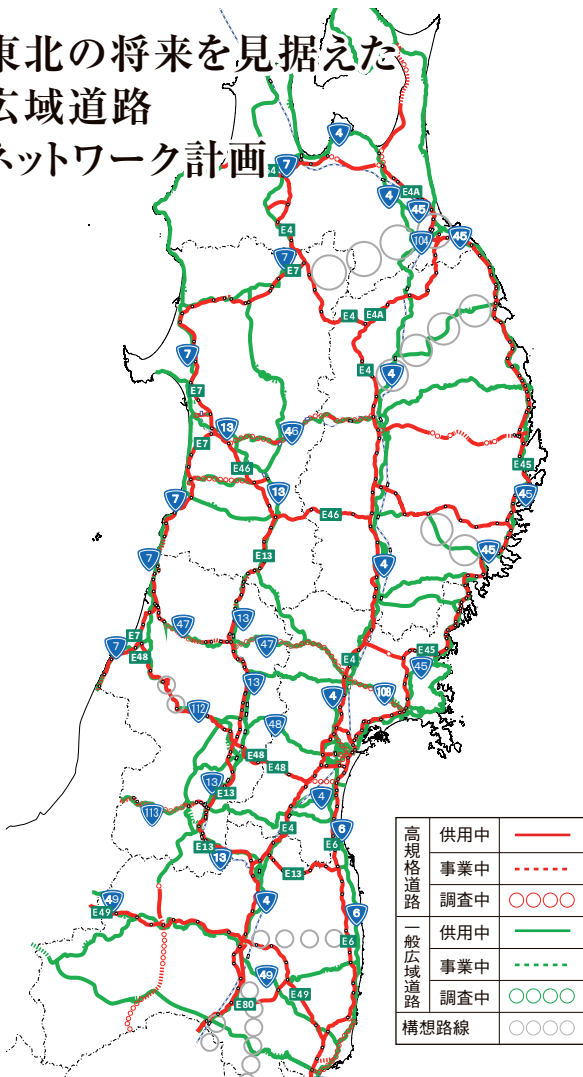 東北の将来を見据えた
広域道路
ネットワーク計画
4
7
E4
4
E4A
45
45
104
E4
7
E7
E4
E4A
7
E4
4
E7
13
46
E7
E46
E45
13
7
45
E46
E13
4
45
7
47
13
47
7
E7
E48
E4
E45
45
13
4
108
112
48
E48
E48
13
E13
4
113
E4
6
E13
E6
13
E13
49
E49
4
6
E6
49
E49
E80
高規格道路
供用中
事業中
調査中
一般広域道路
供用中
事業中
調査中
構想路線